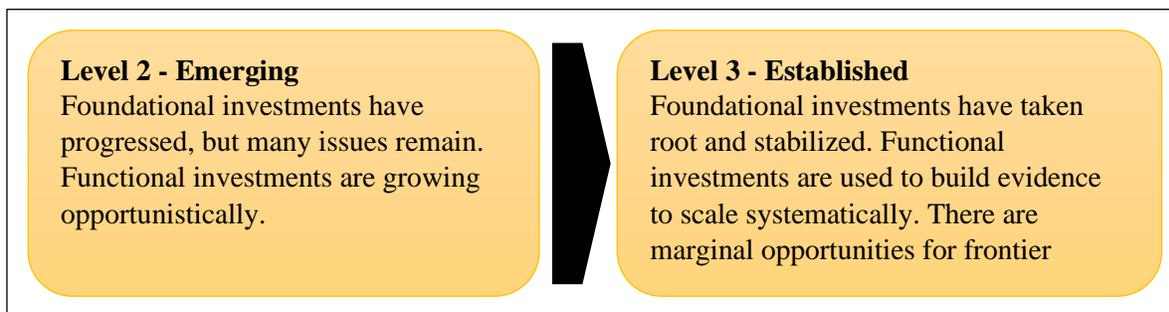 Level 2 - Emerging
Foundational investments have
progressed, but many issues remain.
Functional investments are growing
opportunistically.
Level 3 - Established
Foundational investments have taken
root and stabilized. Functional
investments are used to build evidence
to scale systematically. There are
marginal opportunities for frontier